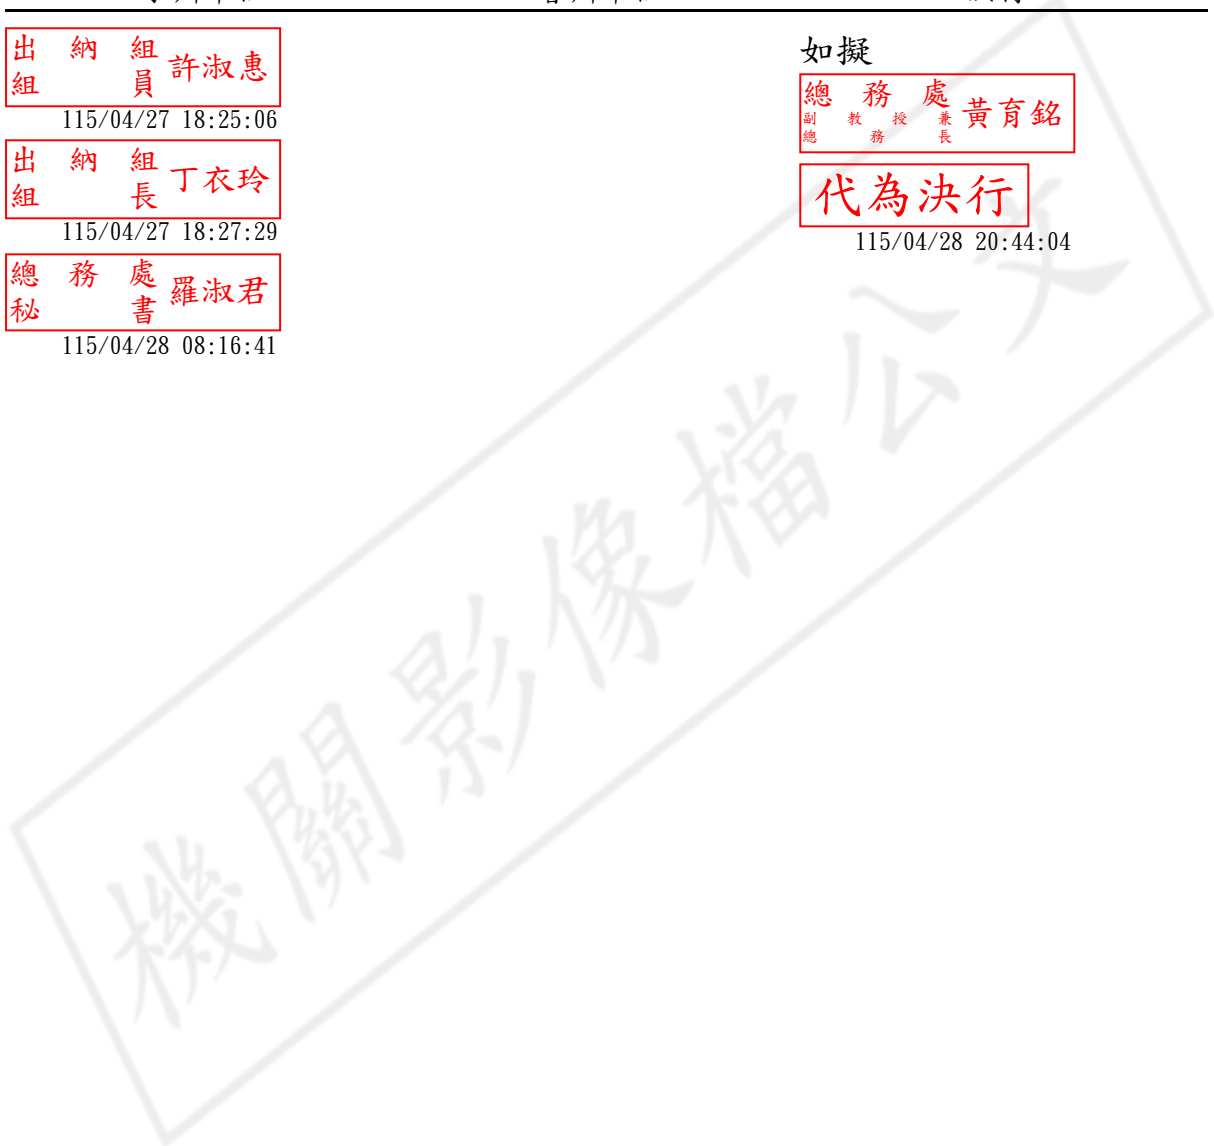 出納組
組員 許淑惠
115/04/27 18:25:06
出納組
組長 丁衣玲
115/04/27 18:27:29
總務處
秘書 羅淑君
115/04/28 08:16:41
如擬
總務處
副教授兼
總務長 黃育銘
代為決行
115/04/28 20:44:04
機關影像檔公文